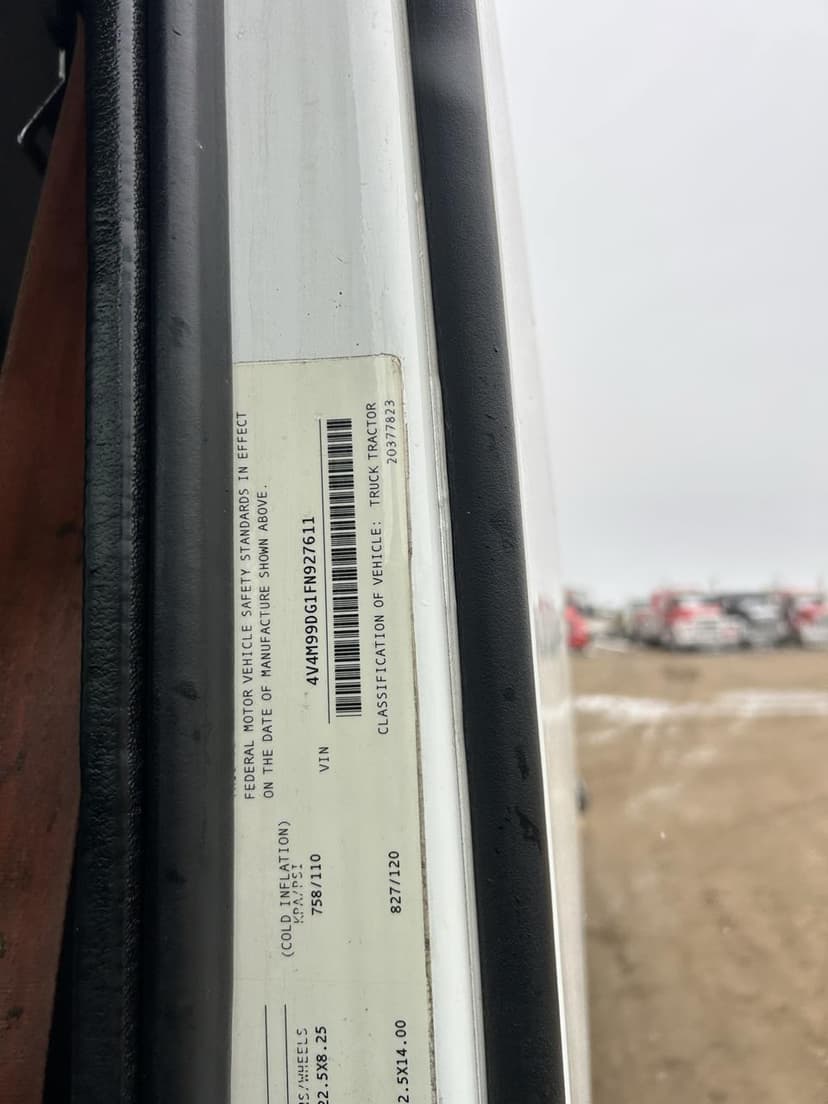 FEDERAL MOTOR VEHICLE SAFETY STANDARDS IN EFFECT
ON THE DATE OF MANUFACTURE SHOWN ABOVE.
VIN 4V4M99DG1FN927611
CLASSIFICATION OF VEHICLE: TRUCK TRACTOR
20377823
(COLD INFLATION)
KPA/PSI
758/110
827/120
S/WHEELS
22.5X8.25
2.5X14.00